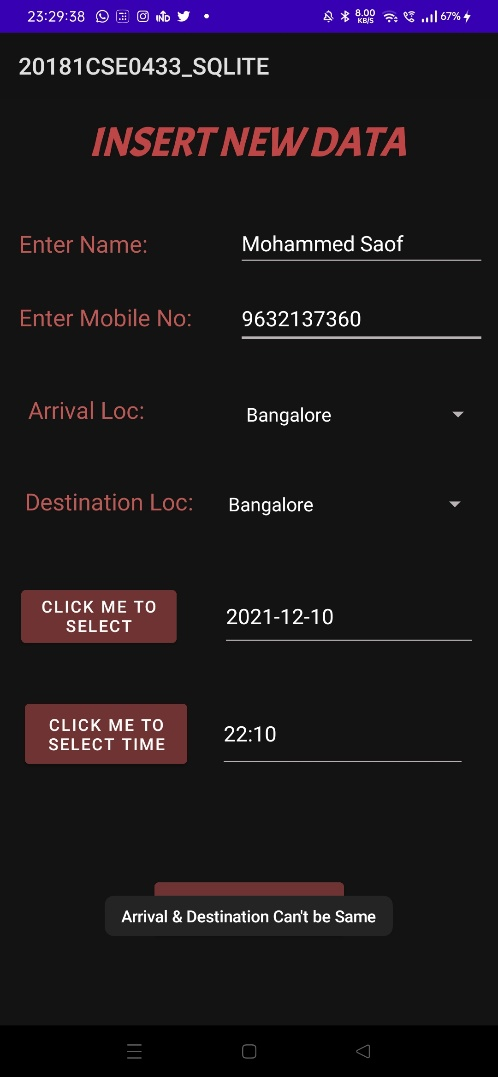 23:29:38 8.00 KB/S 67%
20181CSE0433_SQLITE
INSERT NEW DATA
Enter Name: Mohammed Saof
Enter Mobile No: 9632137360
Arrival Loc: Bangalore
Destination Loc: Bangalore
CLICK ME TO
SELECT
2021-12-10
CLICK ME TO
SELECT TIME
22:10
Arrival & Destination Can't be Same